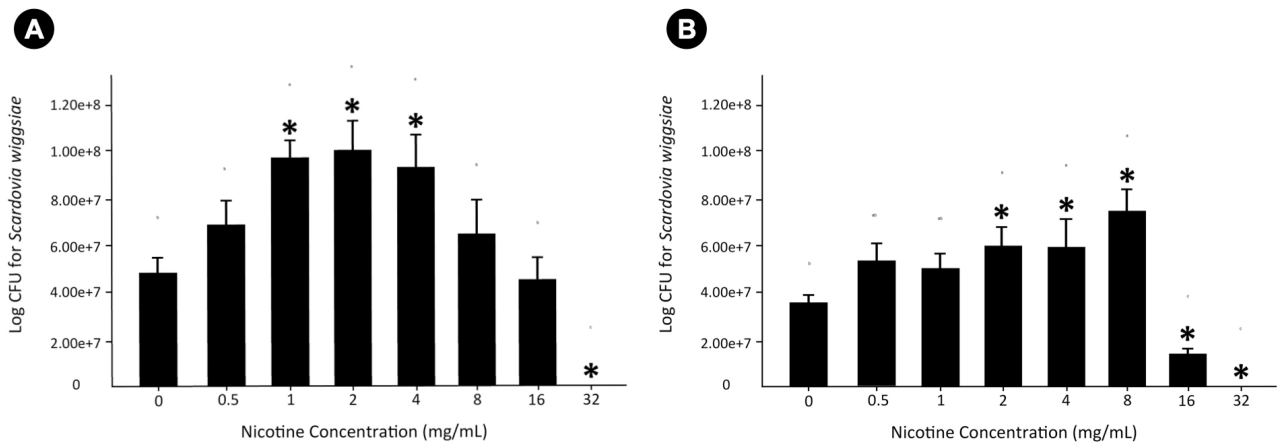 A
Log CFU for Scardovia wiggsiae
1.20e+8
1.00e+8
8.00e+7
6.00e+7
4.00e+7
2.00e+7
0
* * * *
0 0.5 1 2 4 8 16 32
Nicotine Concentration (mg/mL)
B
Log CFU for Scardovia wiggsiae
1.20e+8
1.00e+8
8.00e+7
6.00e+7
4.00e+7
2.00e+7
0
* * * * *
0 0.5 1 2 4 8 16 32
Nicotine Concentration (mg/mL)